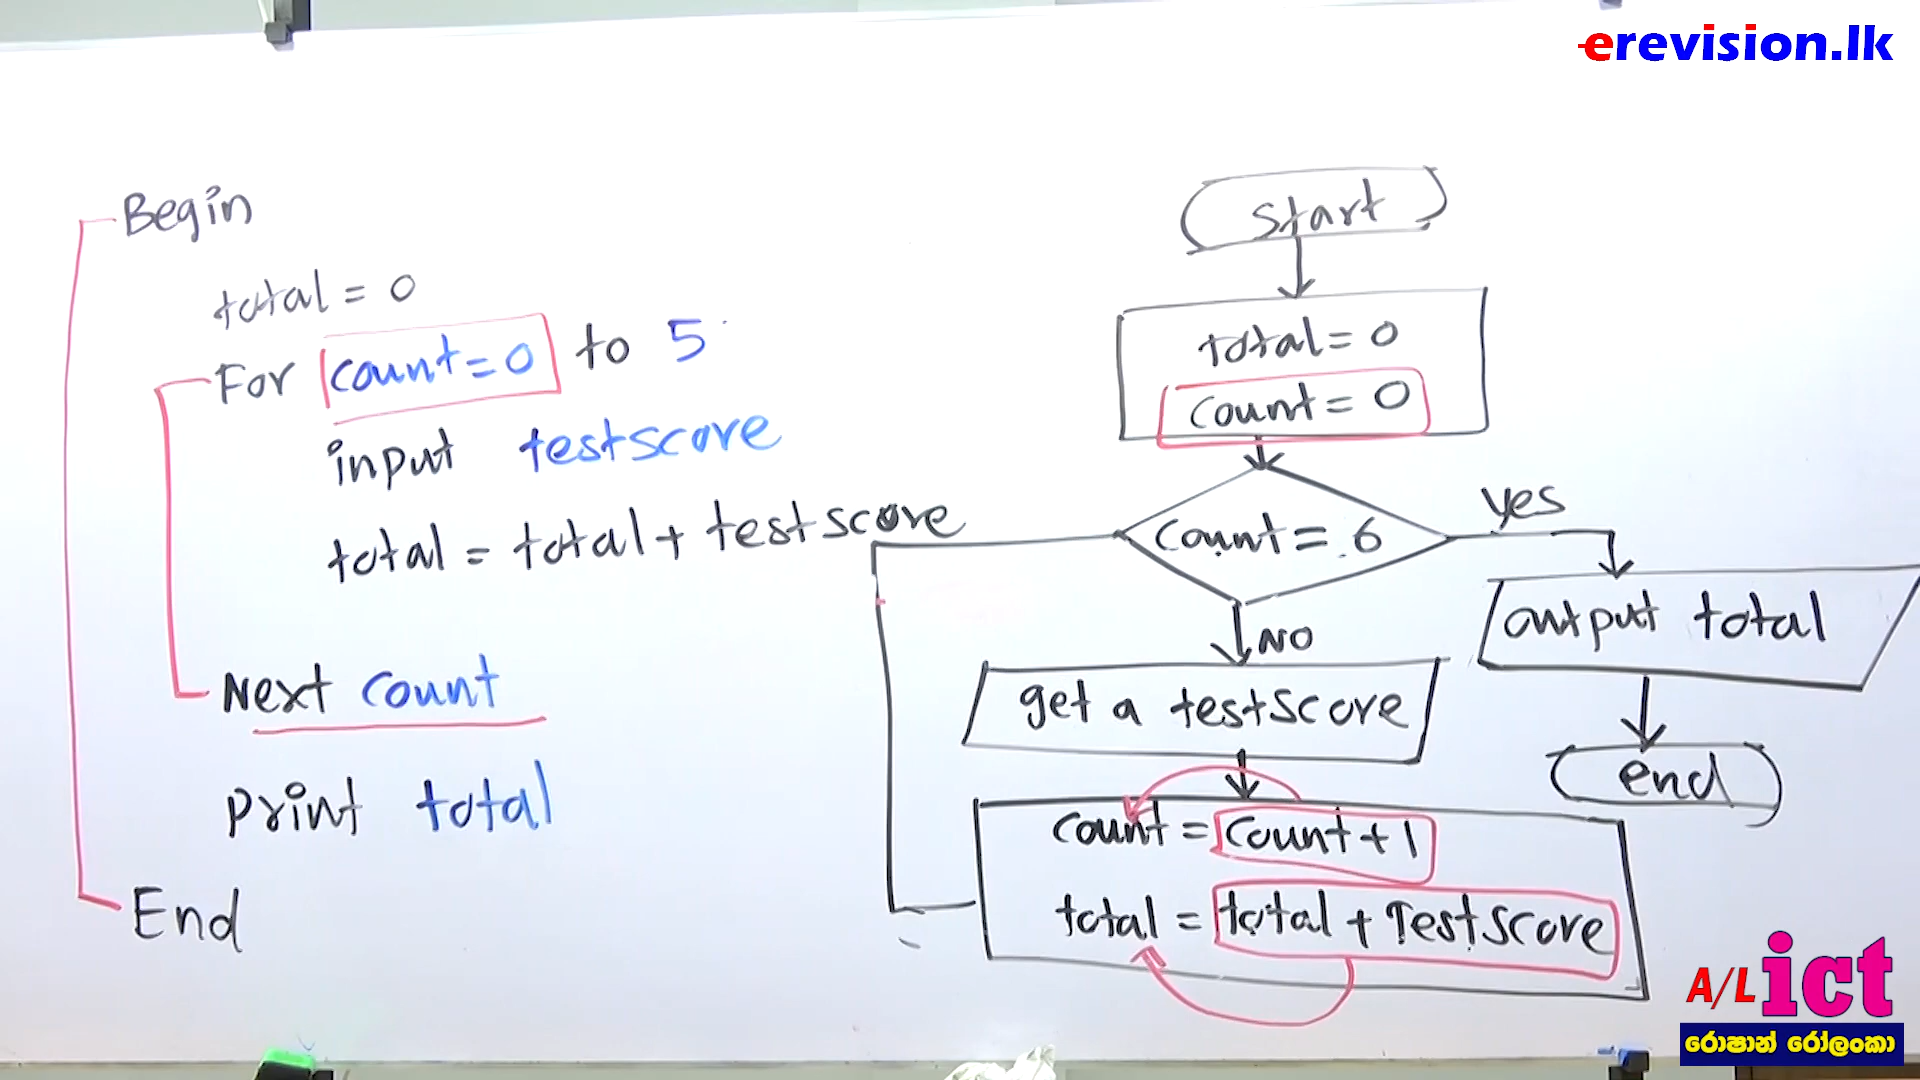 erevision.lk
Begin
total = 0
For count=0 to 5
input testscore
total = total + testscore
Next count
print total
End
Start
total = 0
count = 0
count = 6
yes
output total
end
NO
get a testscore
count = count + 1
total = total + Testscore
A/L ict
රොෂාන් රෝලංකා